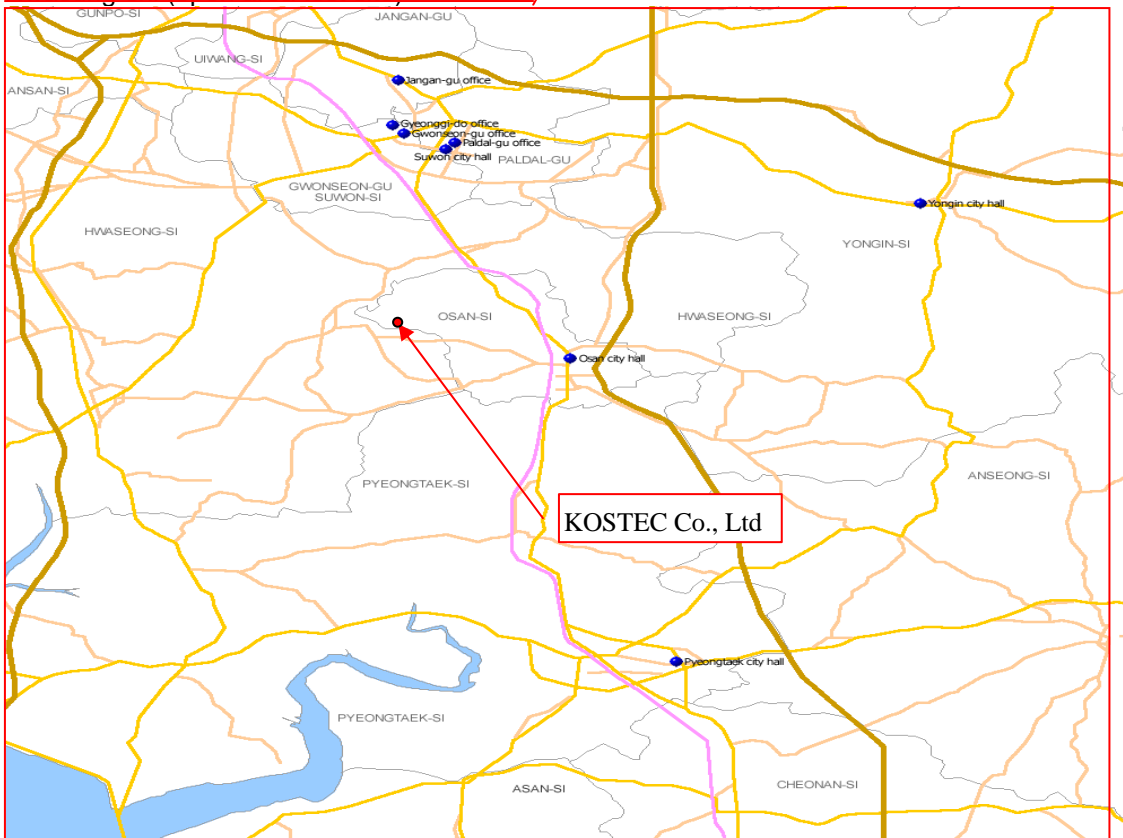 GUNPO-SI
JANGAN-GU
UIWANG-SI
Jangan-gu office
ANSAN-SI
Gyeonggi-do office
Gwonseon-gu office
Paldal-gu office
Suwon city hall
PALDAL-GU
GWONSEON-GU
SUWON-SI
Yongin city hall
HWASEONG-SI
YONGIN-SI
OSAN-SI
HWASEONG-SI
Osan city hall
ANSEONG-SI
PYEONGTAEK-SI
KOSTEC Co., Ltd
Pyeongtaek city hall
PYEONGTAEK-SI
CHEONAN-SI
ASAN-SI